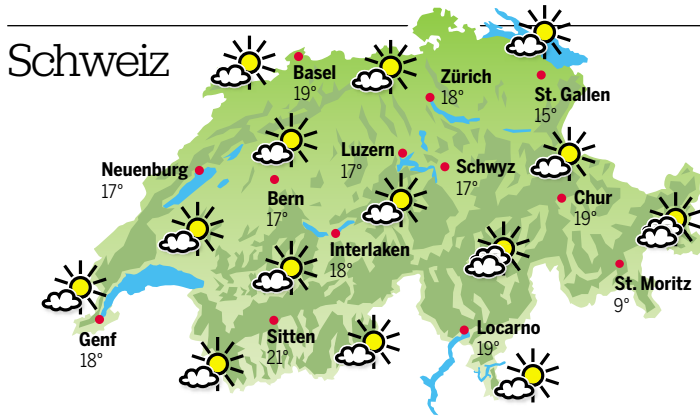 Schweiz
Basel
19°
Zürich
18°
St. Gallen
15°
Neuenburg
17°
Bern
17°
Luzern
17°
Schwyz
17°
Chur
19°
Interlaken
18°
St. Moritz
9°
Genf
18°
Sitten
21°
Locarno
19°